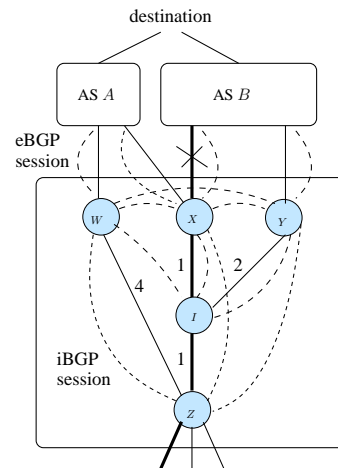 destination
AS A
AS B
eBGP
session
W
X
Y
1
2
4
I
1
iBGP
session
Z